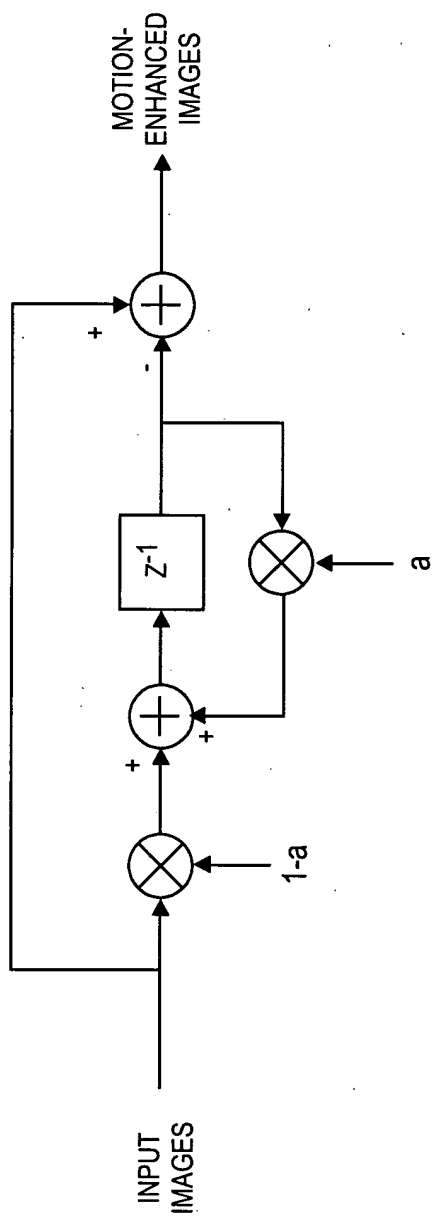 INPUT
IMAGES
1-a
+
+
Z-1
a
-
+
MOTION-
ENHANCED
IMAGES